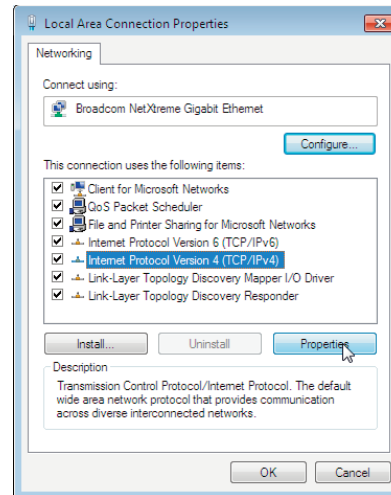 Local Area Connection Properties
Networking
Connect using:
Broadcom NetXtreme Gigabit Ethernet
Configure...
This connection uses the following items:
Client for Microsoft Networks
QoS Packet Scheduler
File and Printer Sharing for Microsoft Networks
Internet Protocol Version 6 (TCP/IPv6)
Internet Protocol Version 4 (TCP/IPv4)
Link-Layer Topology Discovery Mapper I/O Driver
Link-Layer Topology Discovery Responder
Install... Uninstall Properties
Description
Transmission Control Protocol/Internet Protocol. The default
wide area network protocol that provides communication
across diverse interconnected networks.
OK Cancel